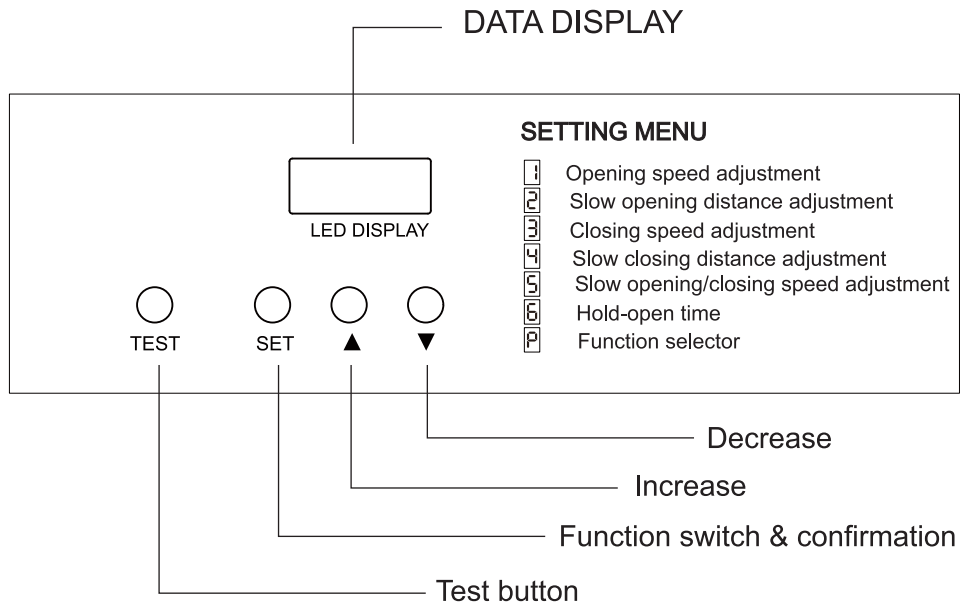 DATA DISPLAY
SETTING MENU
1 Opening speed adjustment
2 Slow opening distance adjustment
3 Closing speed adjustment
4 Slow closing distance adjustment
5 Slow opening/closing speed adjustment
6 Hold-open time
P Function selector
LED DISPLAY
TEST SET ▲ ▼
Decrease
Increase
Function switch & confirmation
Test button